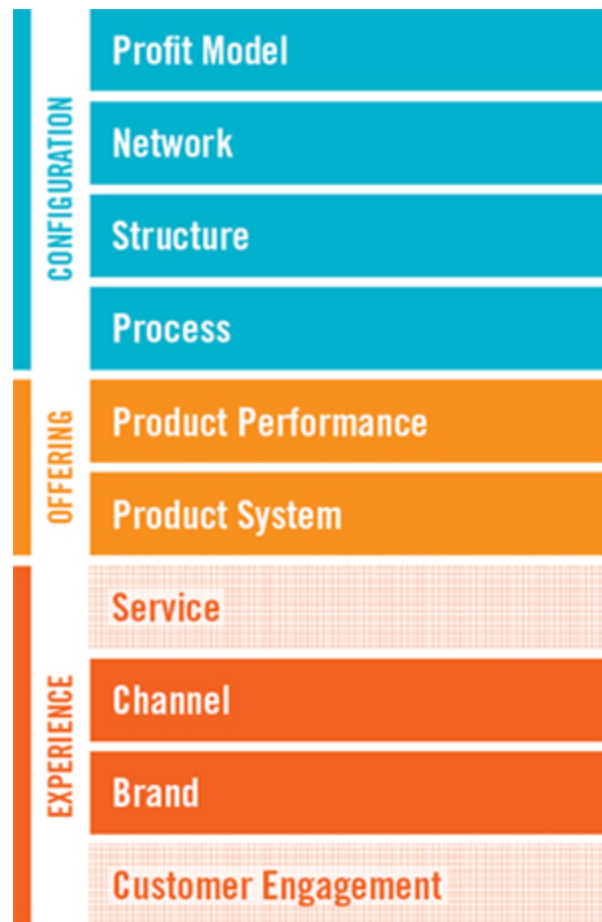 CONFIGURATION
Profit Model
Network
Structure
Process
OFFERING
Product Performance
Product System
EXPERIENCE
Service
Channel
Brand
Customer Engagement